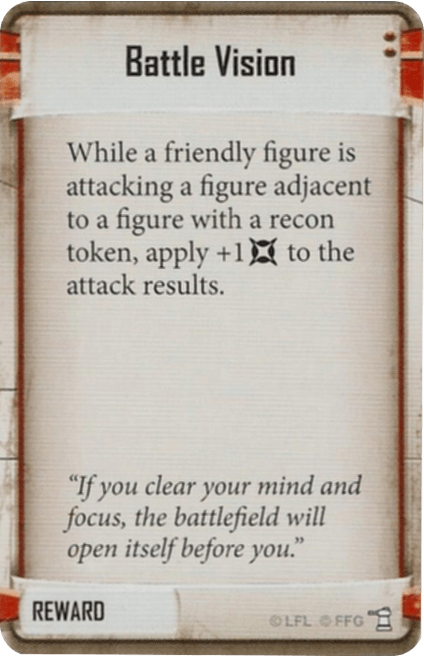 Battle Vision
While a friendly figure is
attacking a figure adjacent
to a figure with a recon
token, apply +1 to the
attack results.
“If you clear your mind and
focus, the battlefield will
open itself before you.”
REWARD
©LFL ©FFG